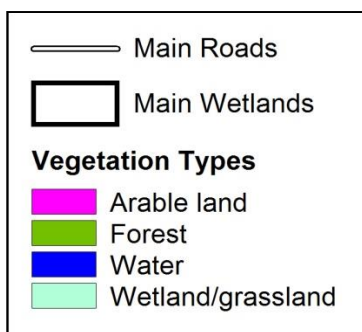 Main Roads
Main Wetlands
Vegetation Types
Arable land
Forest
Water
Wetland/grassland